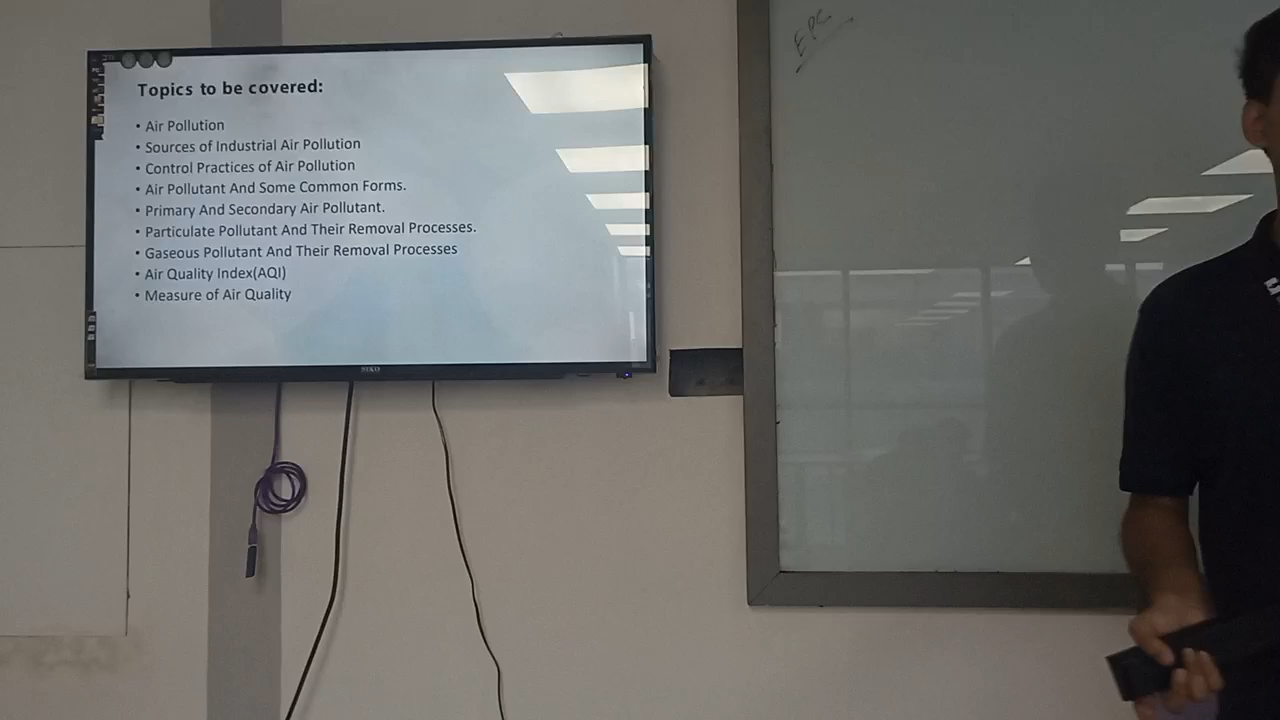 Topics to be covered:
• Air Pollution
• Sources of Industrial Air Pollution
• Control Practices of Air Pollution
• Air Pollutant And Some Common Forms.
• Primary And Secondary Air Pollutant.
• Particulate Pollutant And Their Removal Processes.
• Gaseous Pollutant And Their Removal Processes
• Air Quality Index(AQI)
• Measure of Air Quality